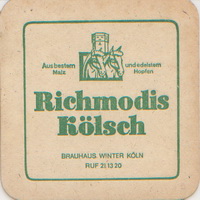 Aus bestem und edelstem
Malz Hopfen
Richmodis
Kölsch
BRAUHAUS WINTER KÖLN
RUF 21 13 20